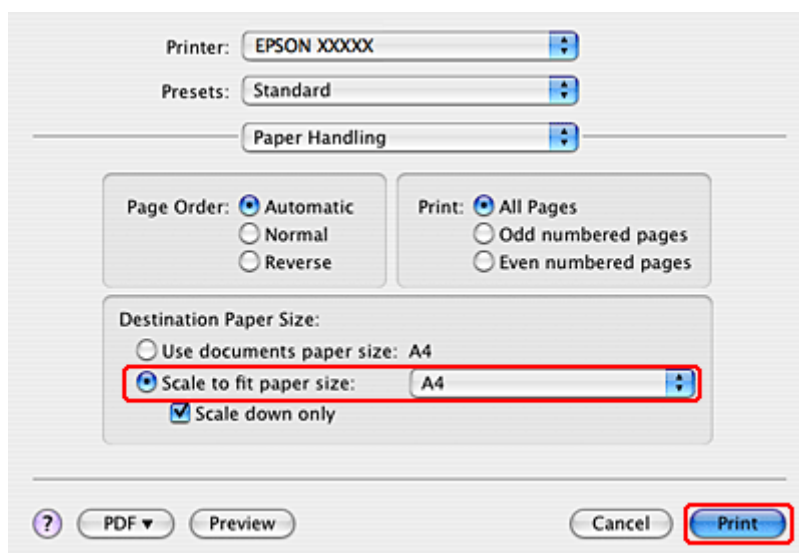 Printer: EPSON XXXXX
Presets: Standard
Paper Handling
Page Order: Automatic
Normal
Reverse
Print: All Pages
Odd numbered pages
Even numbered pages
Destination Paper Size:
Use documents paper size: A4
Scale to fit paper size: A4
Scale down only
? PDF▼ Preview Cancel Print